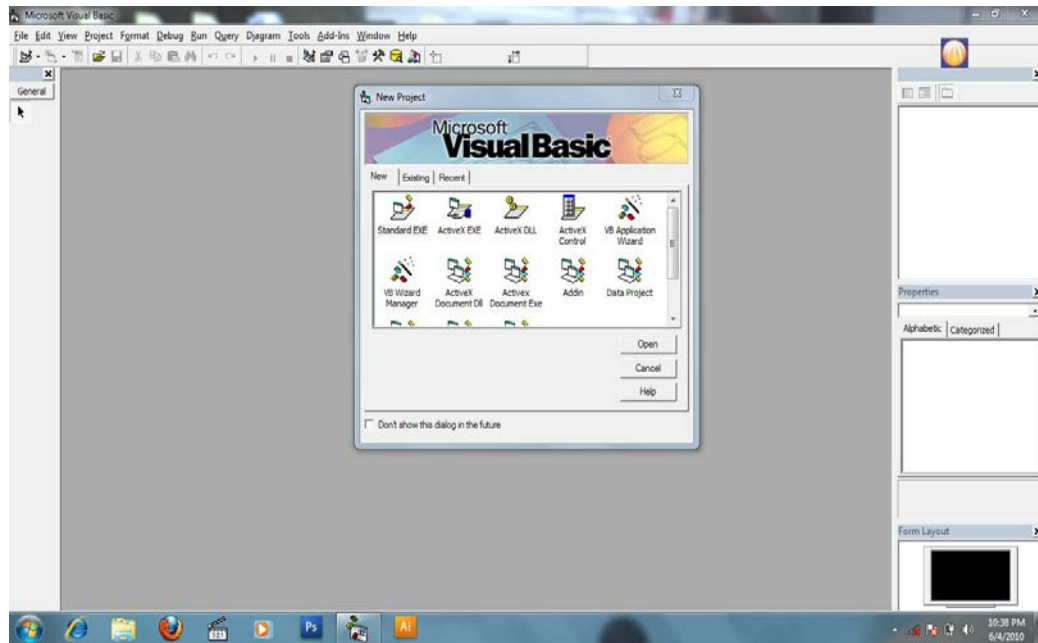 Microsoft Visual Basic
File Edit View Project Format Debug Run Query Diagram Tools Add-Ins Window Help
General
New Project
Microsoft
Visual Basic
New Existing Recent
Standard EXE ActiveX EXE ActiveX DLL ActiveX Control VB Application Wizard
VB Wizard Manager ActiveX Document Dll Activex Document Exe Addin Data Project
Open
Cancel
Help
Don't show this dialog in the future
Properties
Alphabetic Categorized
Form Layout
Ps
Ai
10:38 PM
6/4/2010